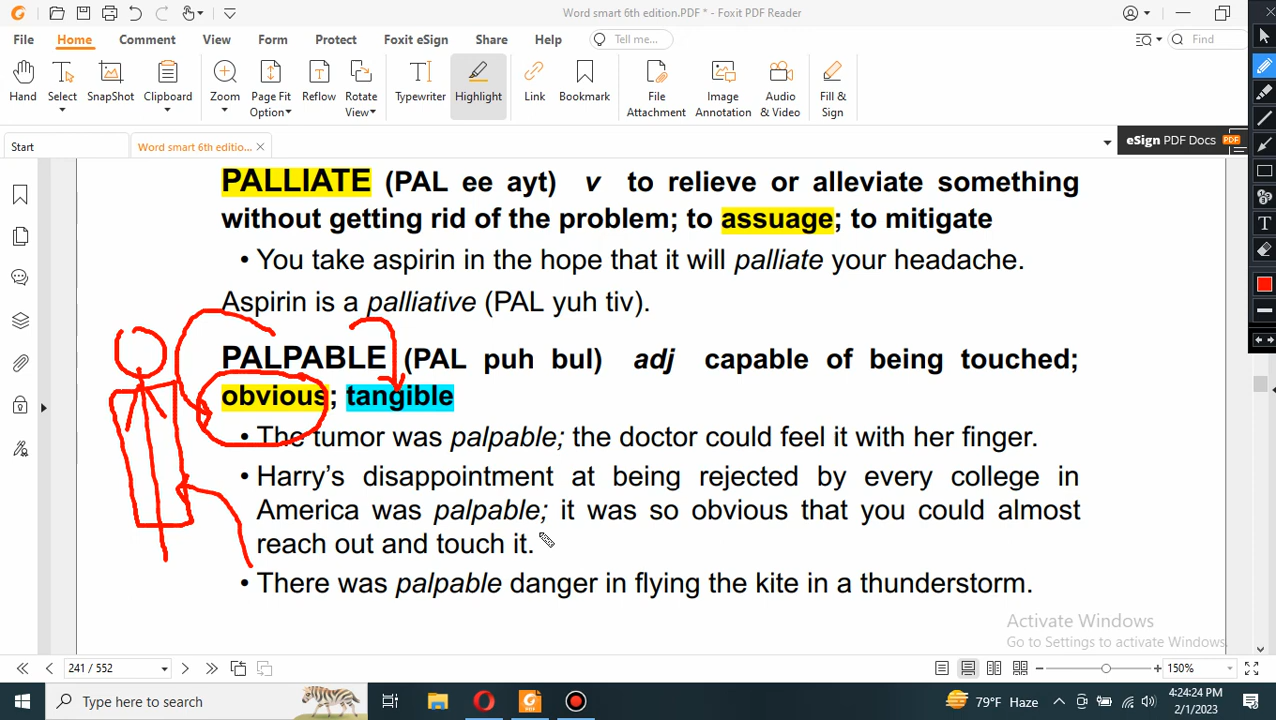 Word smart 6th edition.PDF * - Foxit PDF Reader
File Home Comment View Form Protect Foxit eSign Share Help Tell me... Find
Hand Select SnapShot Clipboard Zoom Page Fit Option Reflow Rotate View Typewriter Highlight Link Bookmark File Attachment Image Annotation Audio & Video Fill & Sign
Start Word smart 6th editio... eSign PDF Docs PDF
PALLIATE (PAL ee ayt) v to relieve or alleviate something
without getting rid of the problem; to assuage; to mitigate
• You take aspirin in the hope that it will palliate your headache.
Aspirin is a palliative (PAL yuh tiv).
PALPABLE (PAL puh bul) adj capable of being touched;
obvious; tangible
• The tumor was palpable; the doctor could feel it with her finger.
• Harry’s disappointment at being rejected by every college in
America was palpable; it was so obvious that you could almost
reach out and touch it.
• There was palpable danger in flying the kite in a thunderstorm.
Activate Windows
Go to Settings to activate Windows.
241 / 552 150%
Type here to search 79°F Haze 4:24:24 PM
2/1/2023